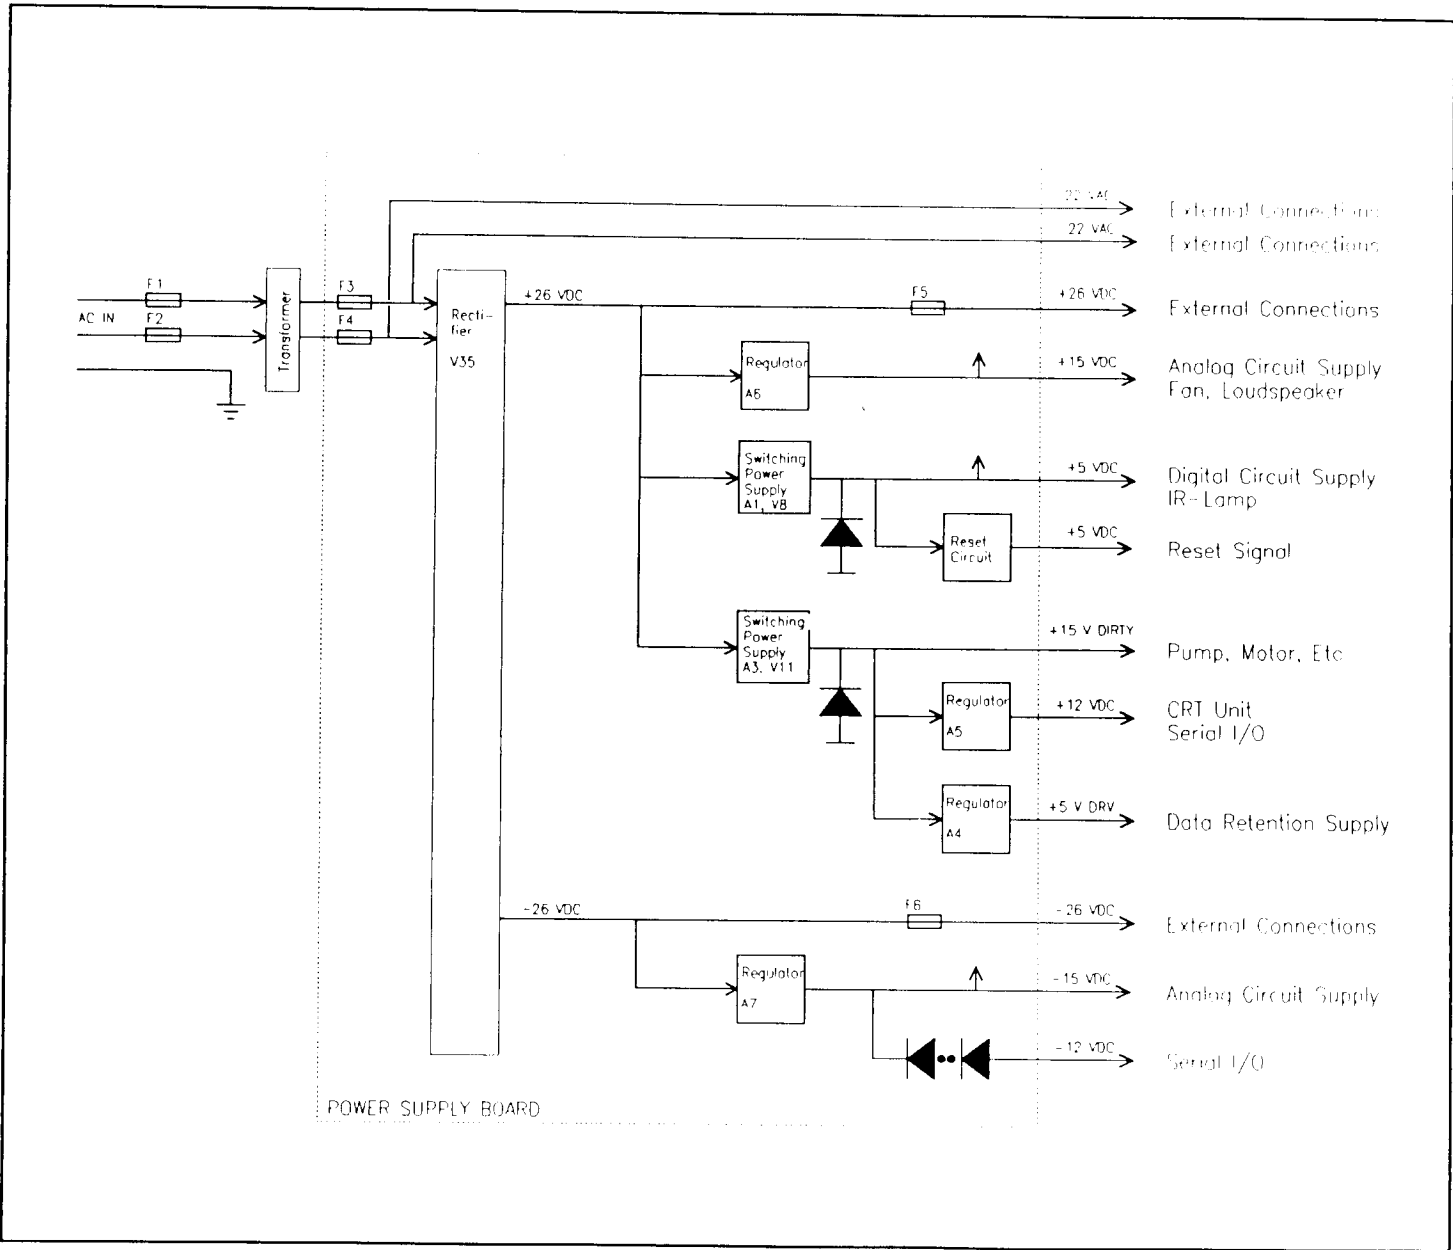 22 VAC
External Connections
22 VAC
External Connections
F1
F3
+26 VDC
F5
+26 VDC
External Connections
AC IN
F2
F4
Transformer
Recti-
fier
V35
Regulator
A6
+15 VDC
Analog Circuit Supply
Fan, Loudspeaker
Switching
Power
Supply
A1, V8
+5 VDC
Digital Circuit Supply
IR-Lamp
Reset
Circuit
+5 VDC
Reset Signal
Switching
Power
Supply
A3, V11
+15 V DIRTY
Pump, Motor, Etc
Regulator
A5
+12 VDC
CRT Unit
Serial I/O
Regulator
A4
+5 V DRV
Data Retention Supply
-26 VDC
F6
-26 VDC
External Connections
Regulator
A7
-15 VDC
Analog Circuit Supply
-12 VDC
Serial I/O
POWER SUPPLY BOARD